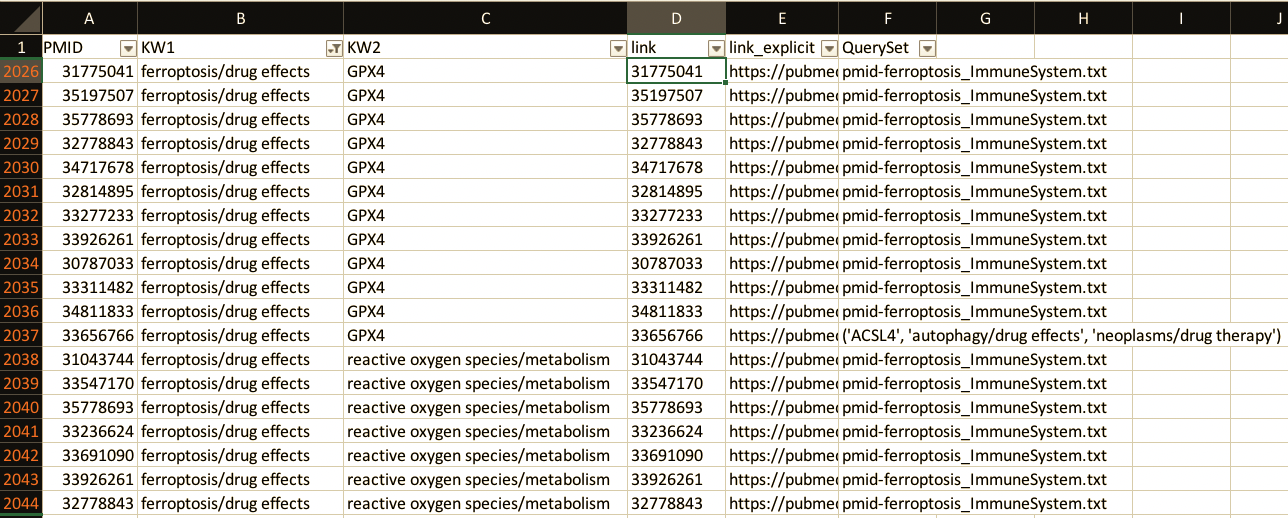 A B C D E F G H I J
1 PMID KW1 KW2 link link_explicit QuerySet
2026 31775041 ferroptosis/drug effects GPX4 31775041 https://pubmed pmid-ferroptosis_ImmuneSystem.txt
2027 35197507 ferroptosis/drug effects GPX4 35197507 https://pubmed pmid-ferroptosis_ImmuneSystem.txt
2028 35778693 ferroptosis/drug effects GPX4 35778693 https://pubmed pmid-ferroptosis_ImmuneSystem.txt
2029 32778843 ferroptosis/drug effects GPX4 32778843 https://pubmed pmid-ferroptosis_ImmuneSystem.txt
2030 34717678 ferroptosis/drug effects GPX4 34717678 https://pubmed pmid-ferroptosis_ImmuneSystem.txt
2031 32814895 ferroptosis/drug effects GPX4 32814895 https://pubmed pmid-ferroptosis_ImmuneSystem.txt
2032 33277233 ferroptosis/drug effects GPX4 33277233 https://pubmed pmid-ferroptosis_ImmuneSystem.txt
2033 33926261 ferroptosis/drug effects GPX4 33926261 https://pubmed pmid-ferroptosis_ImmuneSystem.txt
2034 30787033 ferroptosis/drug effects GPX4 30787033 https://pubmed pmid-ferroptosis_ImmuneSystem.txt
2035 33311482 ferroptosis/drug effects GPX4 33311482 https://pubmed pmid-ferroptosis_ImmuneSystem.txt
2036 34811833 ferroptosis/drug effects GPX4 34811833 https://pubmed pmid-ferroptosis_ImmuneSystem.txt
2037 33656766 ferroptosis/drug effects GPX4 33656766 https://pubmed ('ACSL4', 'autophagy/drug effects', 'neoplasms/drug therapy')
2038 31043744 ferroptosis/drug effects reactive oxygen species/metabolism 31043744 https://pubmed pmid-ferroptosis_ImmuneSystem.txt
2039 33547170 ferroptosis/drug effects reactive oxygen species/metabolism 33547170 https://pubmed pmid-ferroptosis_ImmuneSystem.txt
2040 35778693 ferroptosis/drug effects reactive oxygen species/metabolism 35778693 https://pubmed pmid-ferroptosis_ImmuneSystem.txt
2041 33236624 ferroptosis/drug effects reactive oxygen species/metabolism 33236624 https://pubmed pmid-ferroptosis_ImmuneSystem.txt
2042 33691090 ferroptosis/drug effects reactive oxygen species/metabolism 33691090 https://pubmed pmid-ferroptosis_ImmuneSystem.txt
2043 33926261 ferroptosis/drug effects reactive oxygen species/metabolism 33926261 https://pubmed pmid-ferroptosis_ImmuneSystem.txt
2044 32778843 ferroptosis/drug effects reactive oxygen species/metabolism 32778843 https://pubmed pmid-ferroptosis_ImmuneSystem.txt